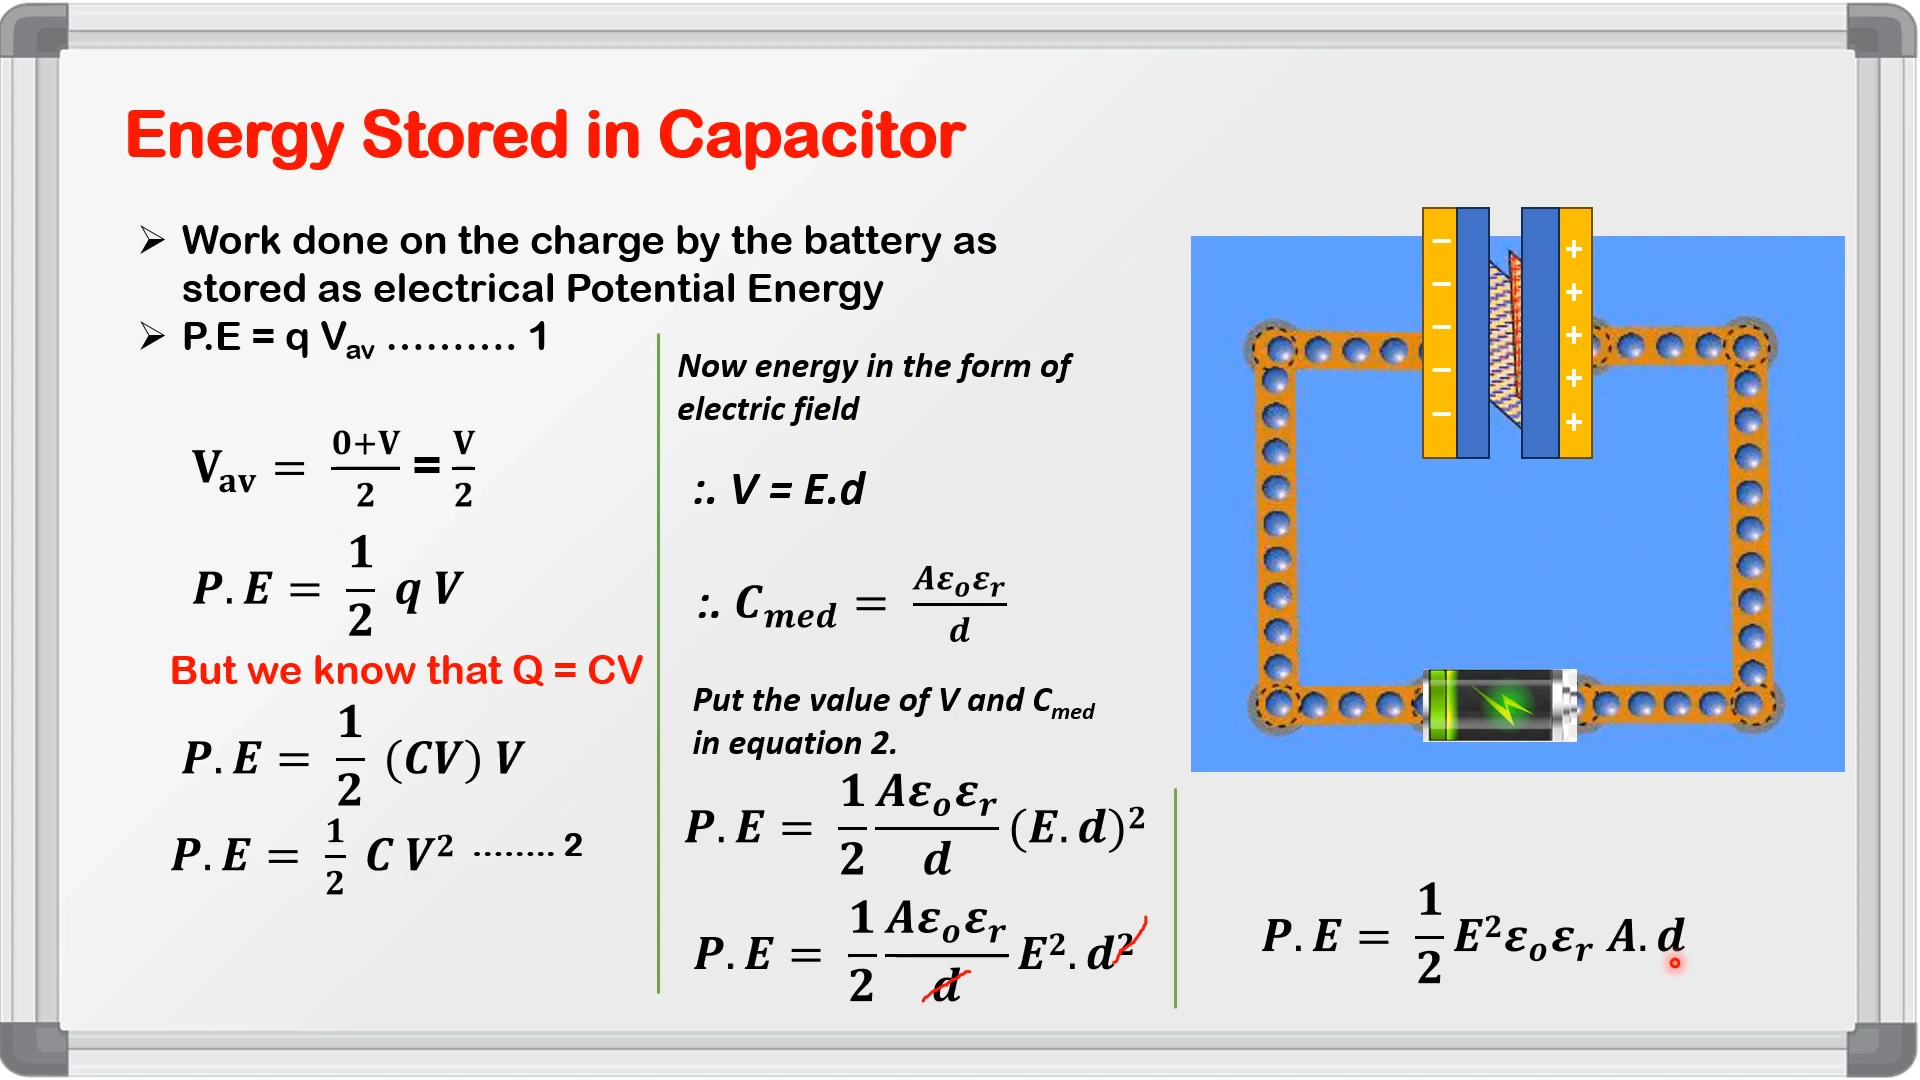 Energy Stored in Capacitor
➢ Work done on the charge by the battery as
stored as electrical Potential Energy
➢ P.E = q V_av .......... 1
V_av = (0+V)/2 = V/2
P.E = 1/2 q V
But we know that Q = CV
P.E = 1/2 (CV) V
P.E = 1/2 C V² ........ 2
Now energy in the form of
electric field
:. V = E.d
:. C_med = Aε_oε_r/d
Put the value of V and C_med
in equation 2.
P.E = 1/2 Aε_oε_r/d (E.d)²
P.E = 1/2 Aε_oε_r/d E².d²
P.E = 1/2 E²ε_oε_r A.d
− +
− +
− +
− +
− +